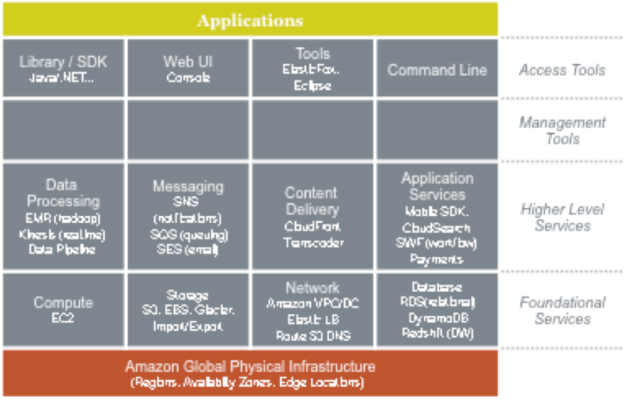 Applications
Library / SDK
Java/.NET...
Web UI
Console
Tools
ElasticFox,
Eclipse
Command Line
Access Tools
Management
Tools
Data
Processing
EMR (hadoop)
Kinesis (realtime)
Data Pipeline
Messaging
SNS
(notifications)
SQS (queuing)
SES (email)
Content
Delivery
CloudFront
Transcoder
Application
Services
Mobile SDK,
CloudSearch
SWF (workflow)
Payments
Higher Level
Services
Compute
EC2
Storage
S3, EBS, Glacier,
Import/Export
Network
Amazon VPC/DC
Elastic LB
Route 53 DNS
Database
RDS(relational)
DynamoDB
Redshift (DW)
Foundational
Services
Amazon Global Physical Infrastructure
(Regions, Availability Zones, Edge Locations)